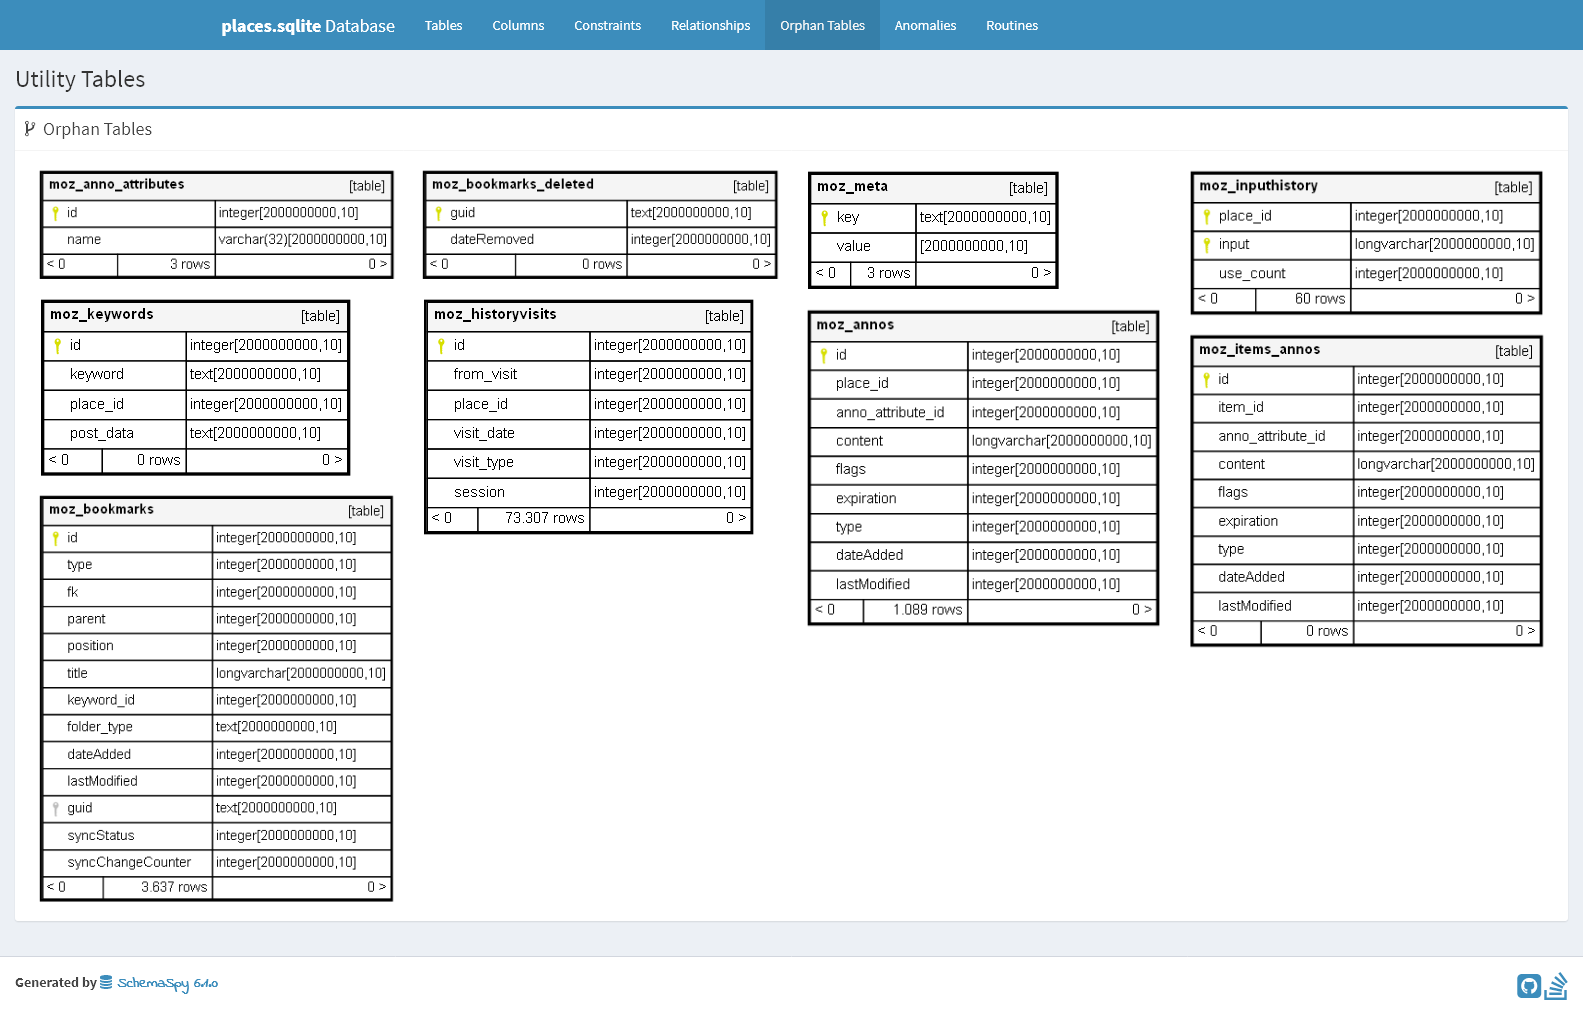 places.sqlite Database Tables Columns Constraints Relationships Orphan Tables Anomalies Routines
Utility Tables
Orphan Tables
moz_anno_attributes [table]
id integer[2000000000,10]
name varchar(32)[2000000000,10]
< 0 3 rows 0 >
moz_keywords [table]
id integer[2000000000,10]
keyword text[2000000000,10]
place_id integer[2000000000,10]
post_data text[2000000000,10]
< 0 0 rows 0 >
moz_bookmarks [table]
id integer[2000000000,10]
type integer[2000000000,10]
fk integer[2000000000,10]
parent integer[2000000000,10]
position integer[2000000000,10]
title longvarchar[2000000000,10]
keyword_id integer[2000000000,10]
folder_type text[2000000000,10]
dateAdded integer[2000000000,10]
lastModified integer[2000000000,10]
guid text[2000000000,10]
syncStatus integer[2000000000,10]
syncChangeCounter integer[2000000000,10]
< 0 3.637 rows 0 >
moz_bookmarks_deleted [table]
guid text[2000000000,10]
dateRemoved integer[2000000000,10]
< 0 0 rows 0 >
moz_historyvisits [table]
id integer[2000000000,10]
from_visit integer[2000000000,10]
place_id integer[2000000000,10]
visit_date integer[2000000000,10]
visit_type integer[2000000000,10]
session integer[2000000000,10]
< 0 73.307 rows 0 >
moz_meta [table]
key text[2000000000,10]
value [2000000000,10]
< 0 3 rows 0 >
moz_annos [table]
id integer[2000000000,10]
place_id integer[2000000000,10]
anno_attribute_id integer[2000000000,10]
content longvarchar[2000000000,10]
flags integer[2000000000,10]
expiration integer[2000000000,10]
type integer[2000000000,10]
dateAdded integer[2000000000,10]
lastModified integer[2000000000,10]
< 0 1.089 rows 0 >
moz_inputhistory [table]
place_id integer[2000000000,10]
input longvarchar[2000000000,10]
use_count integer[2000000000,10]
< 0 60 rows 0 >
moz_items_annos [table]
id integer[2000000000,10]
item_id integer[2000000000,10]
anno_attribute_id integer[2000000000,10]
content longvarchar[2000000000,10]
flags integer[2000000000,10]
expiration integer[2000000000,10]
type integer[2000000000,10]
dateAdded integer[2000000000,10]
lastModified integer[2000000000,10]
< 0 0 rows 0 >
Generated by SchemaSpy 6.1.0